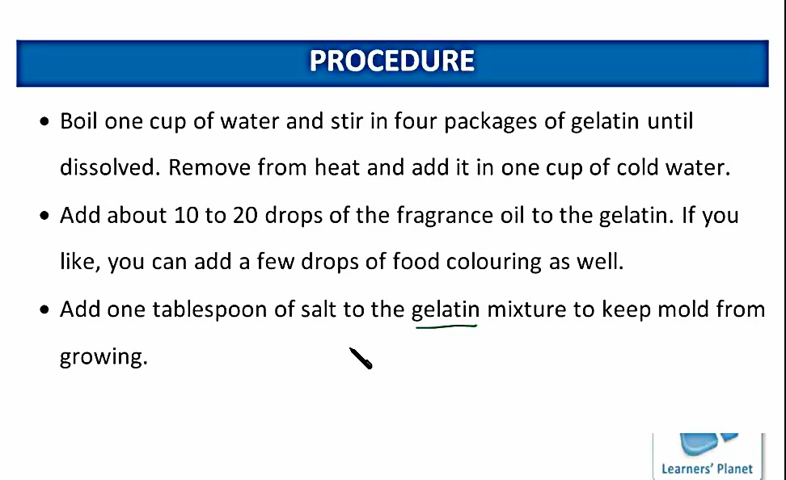 PROCEDURE
• Boil one cup of water and stir in four packages of gelatin until
dissolved. Remove from heat and add it in one cup of cold water.
• Add about 10 to 20 drops of the fragrance oil to the gelatin. If you
like, you can add a few drops of food colouring as well.
• Add one tablespoon of salt to the gelatin mixture to keep mold from
growing.
Learners' Planet